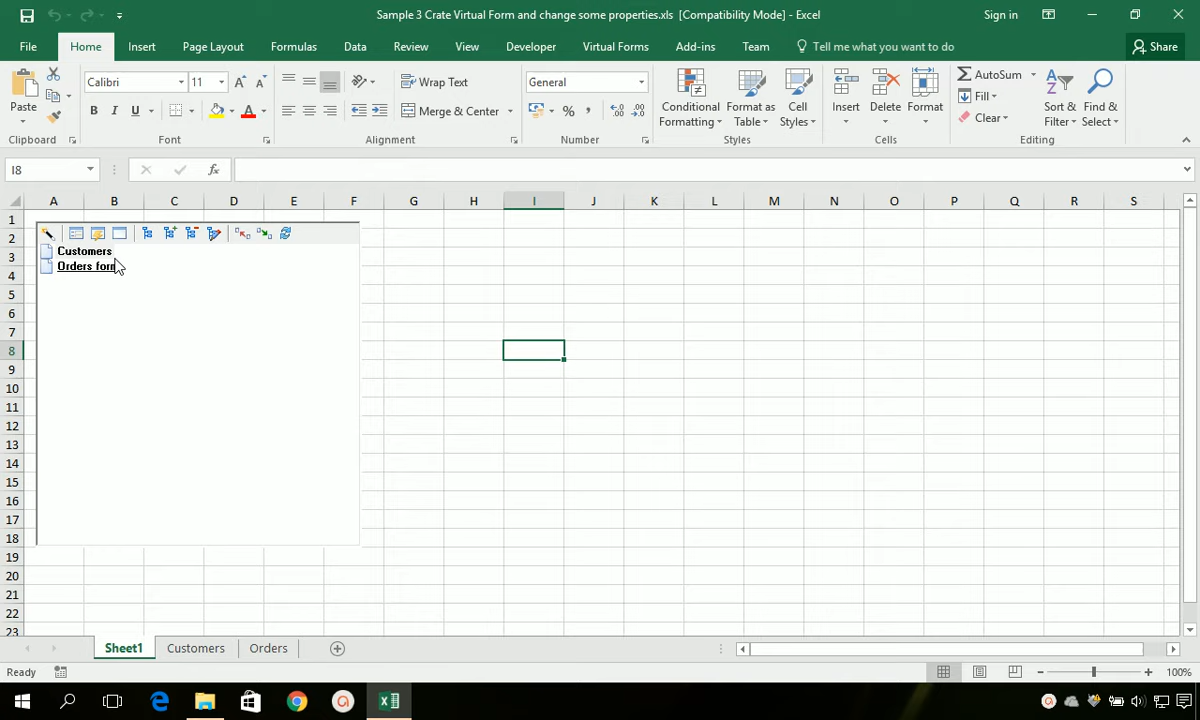 Sample 3 Crate Virtual Form and change some properties.xls [Compatibility Mode] - Excel
Sign in
File Home Insert Page Layout Formulas Data Review View Developer Virtual Forms Add-ins Team Tell me what you want to do Share
Paste
Calibri 11
B I U
A A A
Wrap Text
Merge & Center
General
% ,
Conditional Formatting
Format as Table
Cell Styles
Insert
Delete
Format
AutoSum
Fill
Clear
Sort & Filter
Find & Select
Clipboard Font Alignment Number Styles Cells Editing
I8 fx
A B C D E F G H I J K L M N O P Q R S
1
2
3
4
5
6
7
8
9
10
11
12
13
14
15
16
17
18
19
20
21
22
23
Customers
Orders form
Sheet1 Customers Orders
Ready 100%